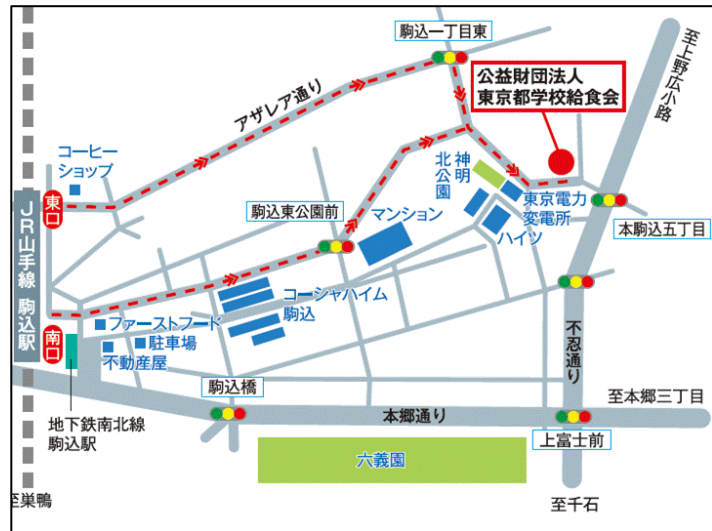 駒込一丁目東
公益財団法人
東京都学校給食会
至上野広小路
アザレア通り
コーヒー
ショップ
東口
神明
北公園
東京電力
変電所
本駒込五丁目
駒込東公園前
マンション
ハイツ
JR山手線 駒込駅
コーシャハイム
駒込
ファーストフード
駐車場
不動産屋
南口
不忍通り
地下鉄南北線
駒込駅
駒込橋
本郷通り
至本郷三丁目
上富士前
六義園
至巣鴨
至千石